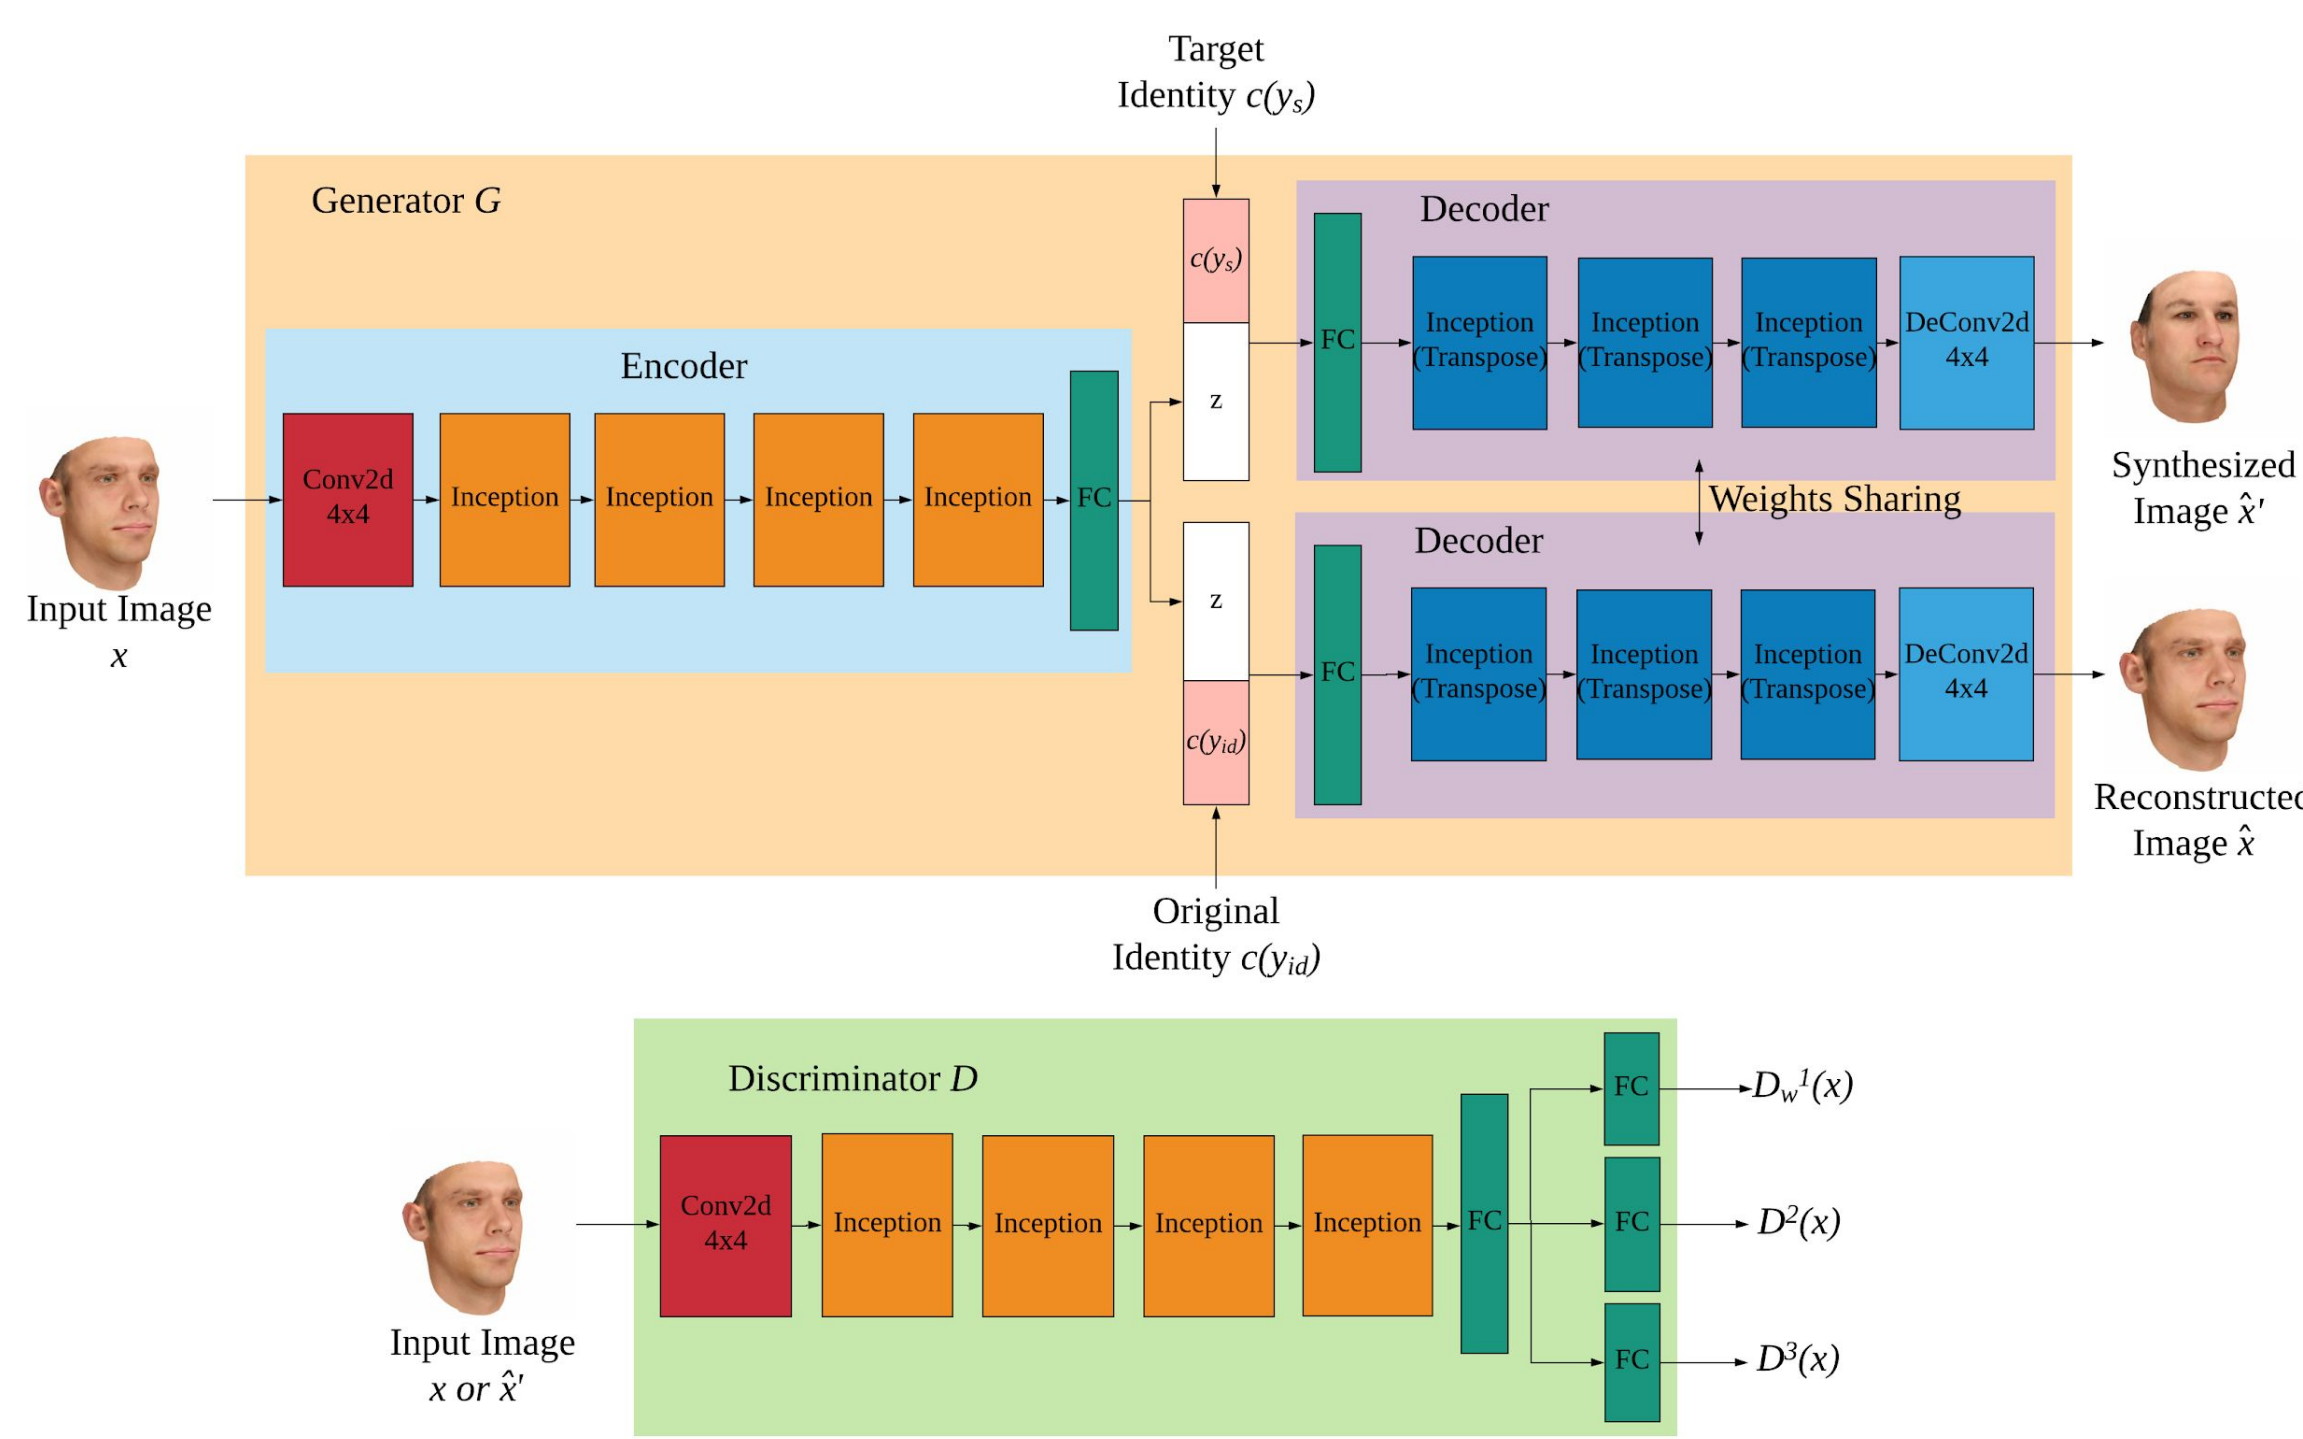 Target
Identity c(yₛ)
Generator G
c(yₛ)
Decoder
FC
Inception
(Transpose)
Inception
(Transpose)
Inception
(Transpose)
DeConv2d
4x4
Encoder
z
Conv2d
4x4
Inception
Inception
Inception
Inception
FC
Synthesized
Image x̂'
Weights Sharing
Input Image
x
z
Decoder
FC
Inception
(Transpose)
Inception
(Transpose)
Inception
(Transpose)
DeConv2d
4x4
c(y_id)
Reconstructed
Image x̂
Original
Identity c(y_id)
Discriminator D
Conv2d
4x4
Inception
Inception
Inception
Inception
FC
FC
D_w¹(x)
FC
D²(x)
FC
D³(x)
Input Image
x or x̂'